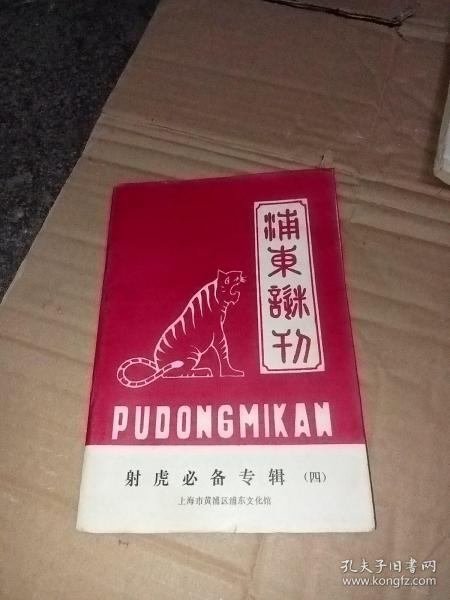 浦東謎刊
PUDONGMIKAN
射虎必备专辑（四）
上海市黄浦区浦东文化馆
孔夫子旧书网
www.kongfz.com